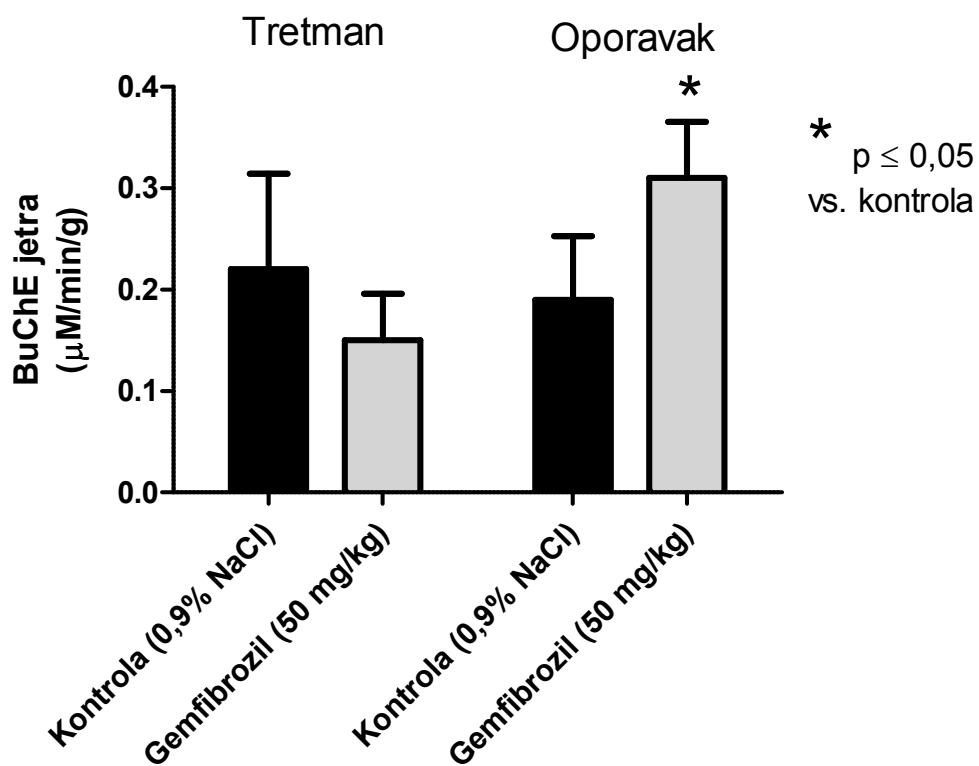 Tretman
Oporavak
BuChE jetra
(μM/min/g)
0.4
0.3
0.2
0.1
0.0
*
* p ≤ 0,05
vs. kontrola
Kontrola (0,9% NaCl)
Gemfibrozil (50 mg/kg)
Kontrola (0,9% NaCl)
Gemfibrozil (50 mg/kg)